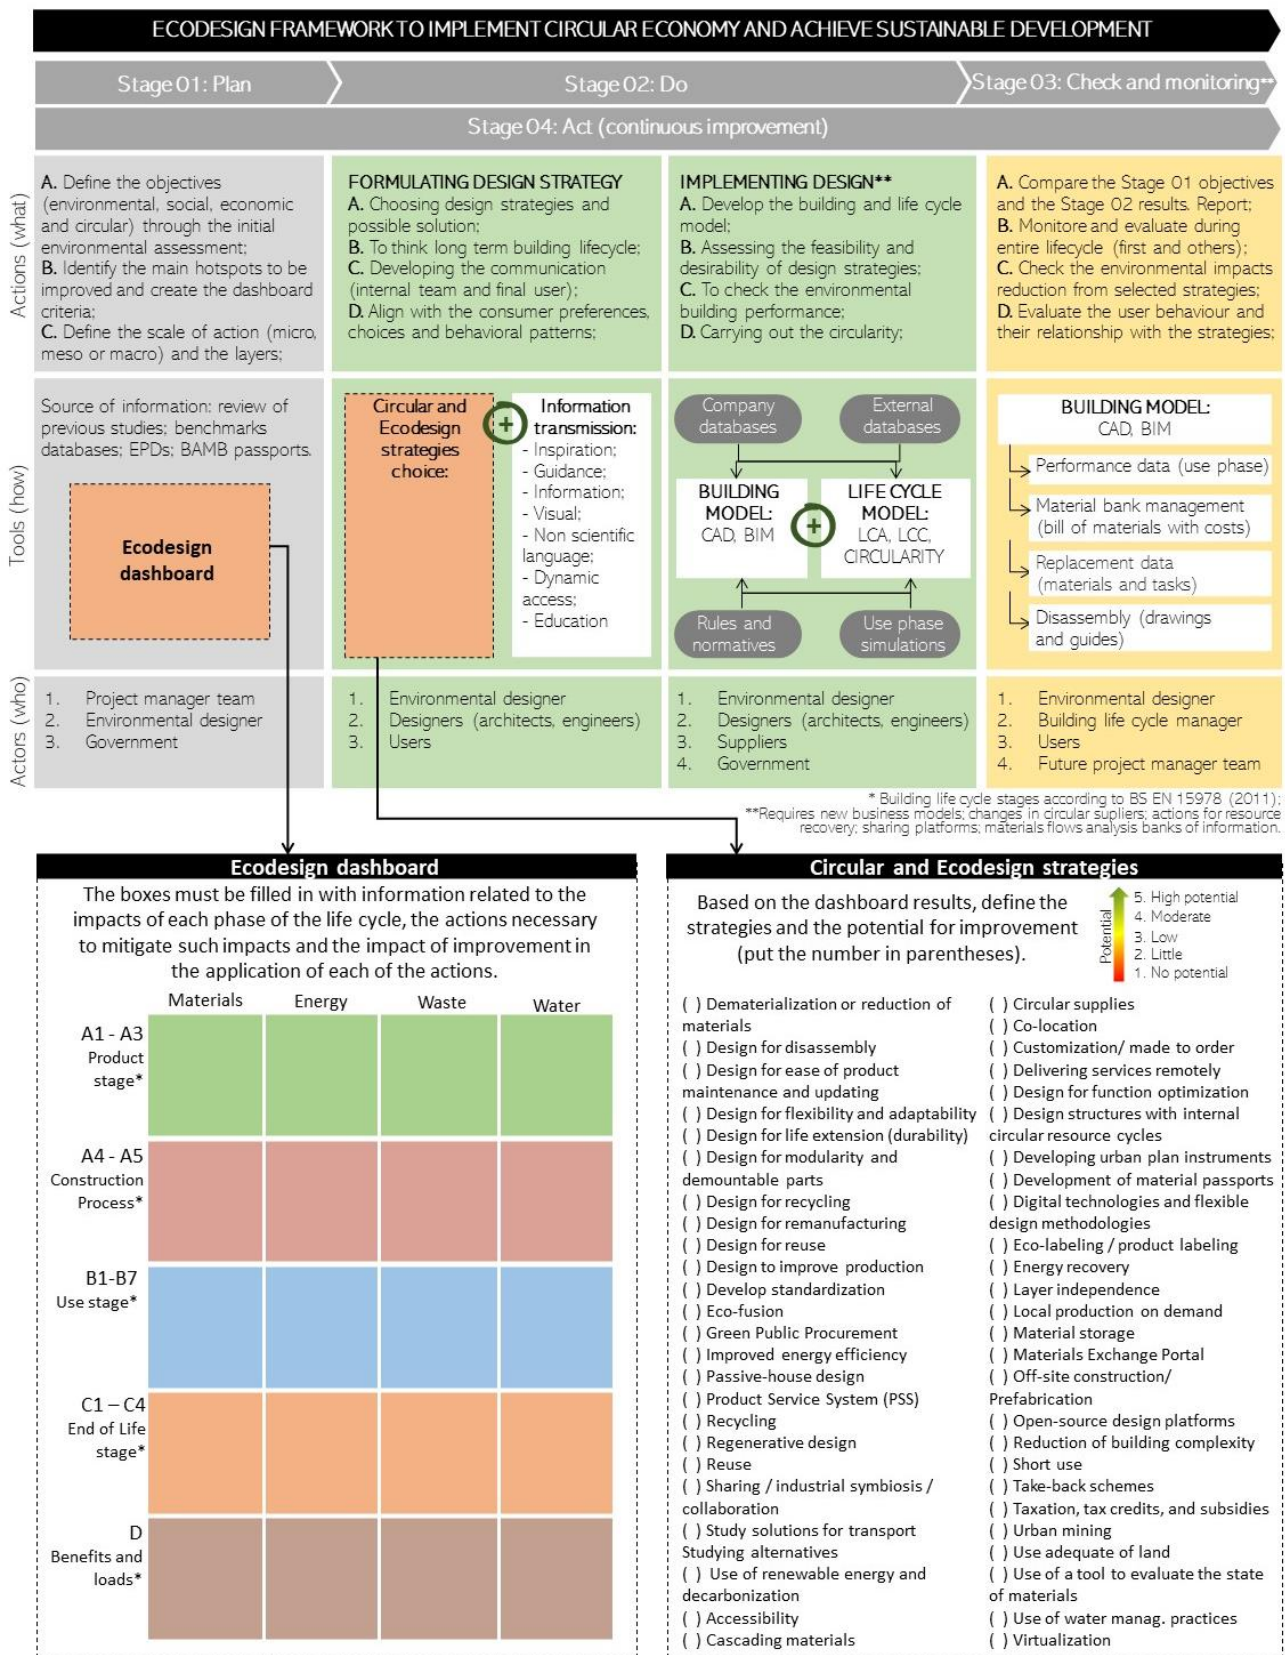 ECODESIGN FRAMEWORK TO IMPLEMENT CIRCULAR ECONOMY AND ACHIEVE SUSTAINABLE DEVELOPMENT
Stage 01: Plan
Stage 02: Do
Stage 03: Check and monitoring**
Stage 04: Act (continuous improvement)
Actions (what)
A. Define the objectives
(environmental, social, economic
and circular) through the initial
environmental assessment;
B. Identify the main hotspots to be
improved and create the dashboard
criteria;
C. Define the scale of action (micro,
meso or macro) and the layers;
FORMULATING DESIGN STRATEGY
A. Choosing design strategies and
possible solution;
B. To think long term building lifecycle;
C. Developing the communication
(internal team and final user);
D. Align with the consumer preferences,
choices and behavioral patterns;
IMPLEMENTING DESIGN**
A. Develop the building and life cycle
model;
B. Assessing the feasibility and
desirability of design strategies;
C. To check the environmental
building performance;
D. Carrying out the circularity;
A. Compare the Stage 01 objectives
and the Stage 02 results. Report;
B. Monitore and evaluate during
entire lifecycle (first and others);
C. Check the environmental impacts
reduction from selected strategies;
D. Evaluate the user behaviour and
their relationship with the strategies;
Tools (how)
Source of information: review of
previous studies; benchmarks
databases; EPDs; BAMB passports.
Ecodesign
dashboard
Circular and
Ecodesign
strategies
choice:
+
Information
transmission:
- Inspiration;
- Guidance;
- Information;
- Visual;
- Non scientific
language;
- Dynamic
access;
- Education
Company
databases
External
databases
BUILDING
MODEL:
CAD, BIM
+
LIFE CYCLE
MODEL:
LCA, LCC,
CIRCULARITY
Rules and
normatives
Use phase
simulations
BUILDING MODEL:
CAD, BIM
Performance data (use phase)
Material bank management
(bill of materials with costs)
Replacement data
(materials and tasks)
Disassembly (drawings
and guides)
Actors (who)
1. Project manager team
2. Environmental designer
3. Government
1. Environmental designer
2. Designers (architects, engineers)
3. Users
1. Environmental designer
2. Designers (architects, engineers)
3. Suppliers
4. Government
1. Environmental designer
2. Building life cycle manager
3. Users
4. Future project manager team
* Building life cycle stages according to BS EN 15978 (2011);
**Requires new business models; changes in circular supliers; actions for resource
recovery; sharing platforms; materials flows analysis banks of information.
Ecodesign dashboard
The boxes must be filled in with information related to the
impacts of each phase of the life cycle, the actions necessary
to mitigate such impacts and the impact of improvement in
the application of each of the actions.
Materials Energy Waste Water
A1 - A3
Product
stage*
A4 - A5
Construction
Process*
B1-B7
Use stage*
C1 – C4
End of Life
stage*
D
Benefits and
loads*
Circular and Ecodesign strategies
Based on the dashboard results, define the
strategies and the potential for improvement
(put the number in parentheses).
Potential
5. High potential
4. Moderate
3. Low
2. Little
1. No potential
( ) Dematerialization or reduction of
materials
( ) Design for disassembly
( ) Design for ease of product
maintenance and updating
( ) Design for flexibility and adaptability
( ) Design for life extension (durability)
( ) Design for modularity and
demountable parts
( ) Design for recycling
( ) Design for remanufacturing
( ) Design for reuse
( ) Design to improve production
( ) Develop standardization
( ) Eco-fusion
( ) Green Public Procurement
( ) Improved energy efficiency
( ) Passive-house design
( ) Product Service System (PSS)
( ) Recycling
( ) Regenerative design
( ) Reuse
( ) Sharing / industrial symbiosis /
collaboration
( ) Study solutions for transport
Studying alternatives
( ) Use of renewable energy and
decarbonization
( ) Accessibility
( ) Cascading materials
( ) Circular supplies
( ) Co-location
( ) Customization/ made to order
( ) Delivering services remotely
( ) Design for function optimization
( ) Design structures with internal
circular resource cycles
( ) Developing urban plan instruments
( ) Development of material passports
( ) Digital technologies and flexible
design methodologies
( ) Eco-labeling / product labeling
( ) Energy recovery
( ) Layer independence
( ) Local production on demand
( ) Material storage
( ) Materials Exchange Portal
( ) Off-site construction/
Prefabrication
( ) Open-source design platforms
( ) Reduction of building complexity
( ) Short use
( ) Take-back schemes
( ) Taxation, tax credits, and subsidies
( ) Urban mining
( ) Use adequate of land
( ) Use of a tool to evaluate the state
of materials
( ) Use of water manag. practices
( ) Virtualization